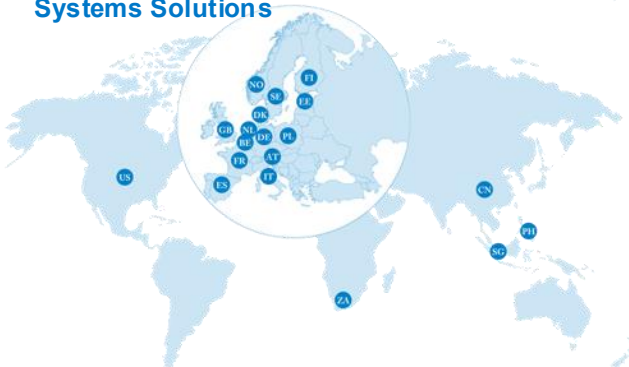 Systems Solutions
NO
FI
SE
EE
DK
GB
NL
DE
PL
BE
FR
AT
US
ES
IT
CN
PH
SG
ZA